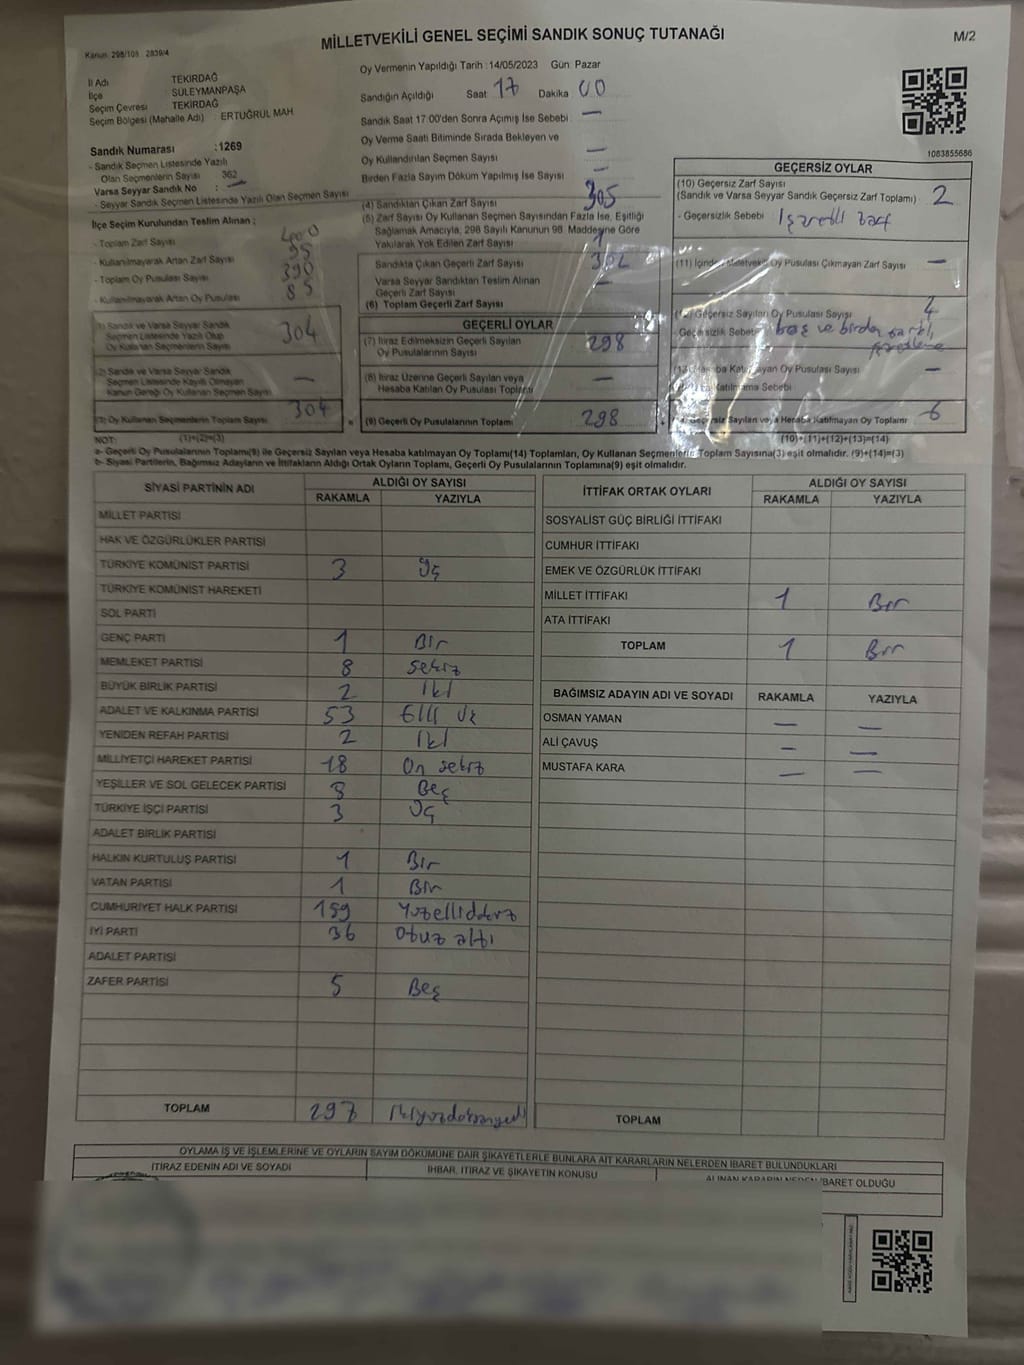 MİLLETVEKİLİ GENEL SEÇİMİ SANDIK SONUÇ TUTANAĞI
M/2
Kanun: 298/103 2839/4
Oy Vermenin Yapıldığı Tarih : 14/05/2023 Gün: Pazar
İl Adı TEKİRDAĞ
İlçe SÜLEYMANPAŞA
Seçim Çevresi TEKİRDAĞ
Seçim Bölgesi (Mahalle Adı) : ERTUĞRUL MAH
Sandık Numarası : 1269
- Sandık Seçmen Listesinde Yazılı
Olan Seçmenlerin Sayısı : 362
Varsa Seyyar Sandık No : —
- Seyyar Sandık Seçmen Listesinde Yazılı Olan Seçmen Sayısı
İlçe Seçim Kurulundan Teslim Alınan ;
- Toplam Zarf Sayısı 400
- Kullanılmayarak Artan Zarf Sayısı 95
- Toplam Oy Pusulası Sayısı 390
- Kullanılmayarak Artan Oy Pusulası 85
(1) Sandık ve Varsa Seyyar Sandık
Seçmen Listesinde Yazılı Olup
Oy Kullanan Seçmenlerin Sayısı 304
(2) Sandık ve Varsa Seyyar Sandık
Seçmen Listesinde Kayıtlı Olmayan
Kanun Gereği Oy Kullanan Seçmen Sayısı —
(3) Oy Kullanan Seçmenlerin Toplam Sayısı 304
Sandığın Açıldığı Saat 17 Dakika 00
Sandık Saat 17:00'den Sonra Açımış İse Sebebi : —
Oy Verme Saati Bitiminde Sırada Bekleyen ve
Oy Kullandırılan Seçmen Sayısı —
Birden Fazla Sayım Döküm Yapılmış İse Sayısı —
(4) Sandıktan Çıkan Zarf Sayısı 305
(5) Zarf Sayısı Oy Kullanan Seçmen Sayısından Fazla İse, Eşitliği
Sağlamak Amacıyla, 298 Sayılı Kanunun 98. Maddesine Göre
Yakılarak Yok Edilen Zarf Sayısı 1
Sandıkta Çıkan Geçerli Zarf Sayısı 302
Varsa Seyyar Sandıktan Teslim Alınan
Geçerli Zarf Sayısı —
(6) Toplam Geçerli Zarf Sayısı
GEÇERLİ OYLAR
(7) İtiraz Edilmeksizin Geçerli Sayılan
Oy Pusulalarının Sayısı 298
(8) İtiraz Üzerine Geçerli Sayılan veya
Hesaba Katılan Oy Pusulası Toplamı —
= (9) Geçerli Oy Pusulalarının Toplamı 298
1083855686
GEÇERSİZ OYLAR
(10) Geçersiz Zarf Sayısı
(Sandık ve Varsa Seyyar Sandık Geçersiz Zarf Toplamı) : 2
- Geçersizlik Sebebi İşaretli zarf
(11) İçinden Milletvekili Oy Pusulası Çıkmayan Zarf Sayısı —
(12) Geçersiz Sayılan Oy Pusulası Sayısı 4
- Geçersizlik Sebebi boş ve birden
(13) Hesaba Katılmayan Oy Pusulası Sayısı —
Katılmama Sebebi
Geçersiz Sayılan veya Hesaba Katılmayan Oy Toplamı 6
NOT: (1)+(2)=(3) (10)+(11)+(12)+(13)=(14)
a- Geçerli Oy Pusulalarının Toplamı(9) ile Geçersiz Sayılan veya Hesaba katılmayan Oy Toplamı(14) Toplamları, Oy Kullanan Seçmenlerin Toplam Sayısına(3) eşit olmalıdır. (9)+(14)=(3)
b- Siyasi Partilerin, Bağımsız Adayların ve İttifakların Aldığı Ortak Oyların Toplamı, Geçerli Oy Pusulalarının Toplamına(9) eşit olmalıdır.
SİYASİ PARTİNİN ADI ALDIĞI OY SAYISI
RAKAMLA YAZIYLA
MİLLET PARTİSİ
HAK VE ÖZGÜRLÜKLER PARTİSİ
TÜRKİYE KOMÜNİST PARTİSİ 3 Üç
TÜRKİYE KOMÜNİST HAREKETİ
SOL PARTİ
GENÇ PARTİ 1 Bir
MEMLEKET PARTİSİ 8 Sekiz
BÜYÜK BİRLİK PARTİSİ 2 İki
ADALET VE KALKINMA PARTİSİ 53 Elli üç
YENİDEN REFAH PARTİSİ 2 İki
MİLLİYETÇİ HAREKET PARTİSİ 18 On sekiz
YEŞİLLER VE SOL GELECEK PARTİSİ Beş
TÜRKİYE İŞÇİ PARTİSİ 3 Üç
ADALET BİRLİK PARTİSİ
HALKIN KURTULUŞ PARTİSİ 1 Bir
VATAN PARTİSİ 1 Bir
CUMHURİYET HALK PARTİSİ 159
İYİ PARTİ 36 Otuz altı
ADALET PARTİSİ
ZAFER PARTİSİ 5 Beş
TOPLAM 297 İkiyüzdoksanyedi
İTTİFAK ORTAK OYLARI ALDIĞI OY SAYISI
RAKAMLA YAZIYLA
SOSYALİST GÜÇ BİRLİĞİ İTTİFAKI
CUMHUR İTTİFAKI
EMEK VE ÖZGÜRLÜK İTTİFAKI
MİLLET İTTİFAKI 1 Bir
ATA İTTİFAKI
TOPLAM 1 Bir
BAĞIMSIZ ADAYIN ADI VE SOYADI RAKAMLA YAZIYLA
OSMAN YAMAN — —
ALİ ÇAVUŞ — —
MUSTAFA KARA — —
TOPLAM
OYLAMA İŞ VE İŞLEMLERİNE VE OYLARIN SAYIM DÖKÜMÜNE DAİR ŞİKAYETLERLE BUNLARA AİT KARARLARIN NELERDEN İBARET BULUNDUKLARI
İTİRAZ EDENİN ADI VE SOYADI İHBAR, İTİRAZ VE ŞİKAYETİN KONUSU ALINAN KARARIN NEDEN İBARET OLDUĞU